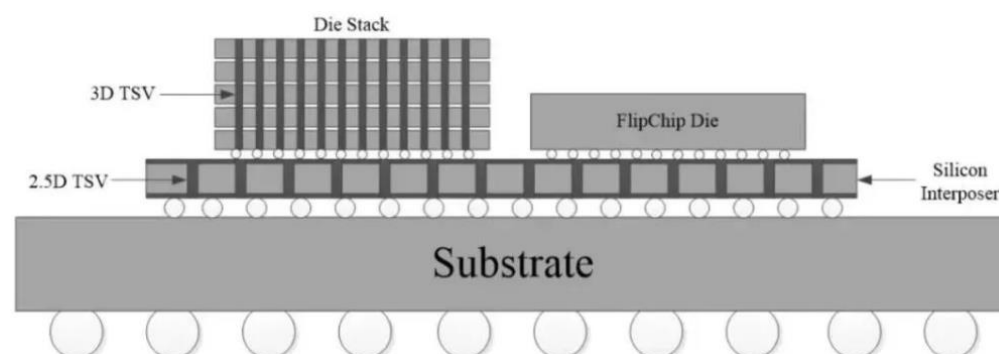 Die Stack
3D TSV
FlipChip Die
2.5D TSV
Silicon
Interposer
Substrate